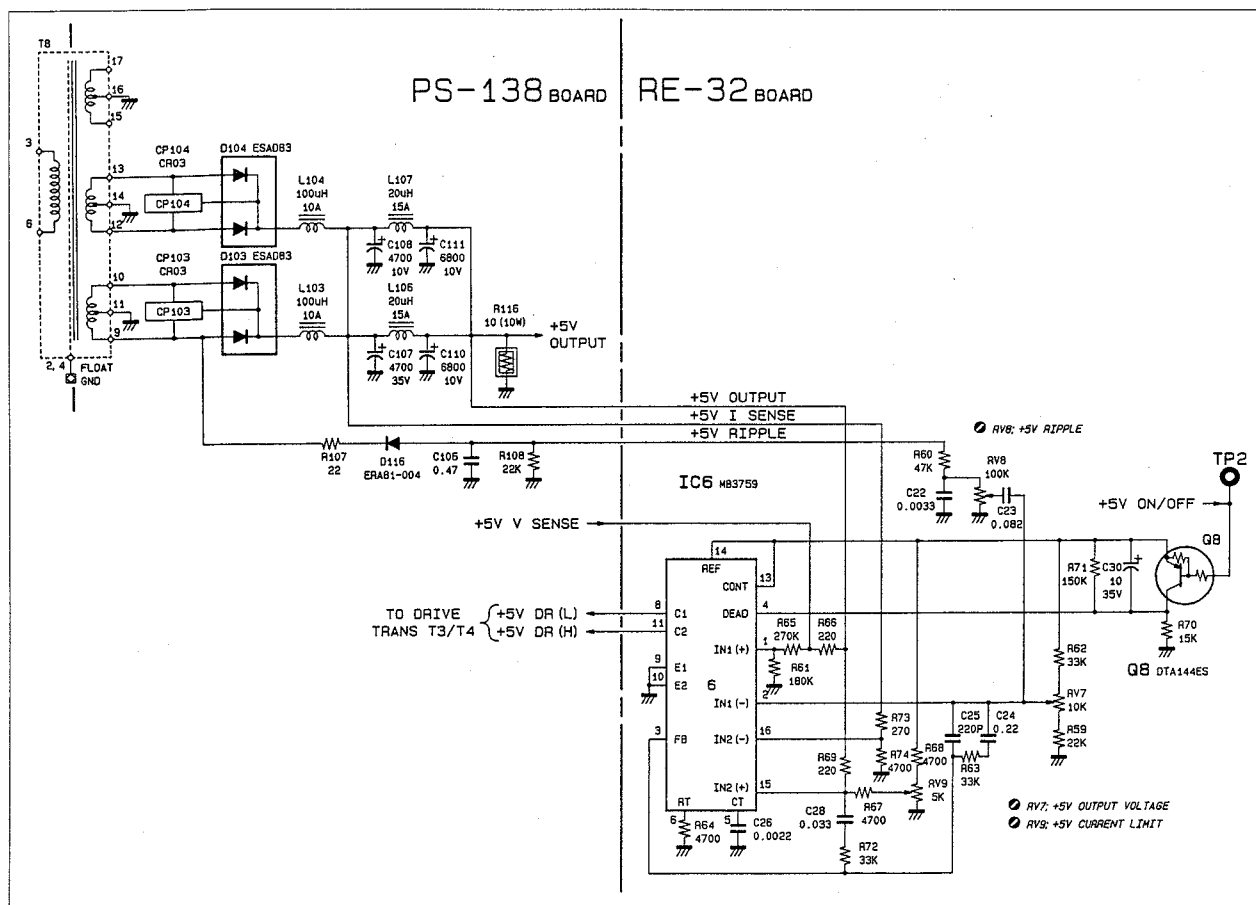 T8
17
16
15
3
6
13
14
12
10
11
9
2, 4
FLOAT
GND
PS-138 BOARD
RE-32 BOARD
CP104
CR03
CP104
D104 ESAD83
L104
100uH
10A
L107
20uH
15A
C108
4700
10V
C111
6800
10V
CP103
CR03
CP103
D103 ESAD83
L103
100uH
10A
L106
20uH
15A
C107
4700
35V
C110
6800
10V
R116
10 (10W)
+5V
OUTPUT
+5V OUTPUT
+5V I SENSE
+5V RIPPLE
R107
22
D116
ERA81-004
C105
0.47
R108
22K
RV8; +5V RIPPLE
R60
47K
RV8
100K
C22
0.0033
C23
0.082
TP2
+5V ON/OFF
IC6 MB3759
+5V V SENSE
14
REF
CONT
13
DEAD
4
TO DRIVE
TRANS T3/T4
+5V DR (L)
+5V DR (H)
8
C1
11
C2
9
E1
10
E2
3
FB
6
IN1 (+)
1
IN1 (-)
2
IN2 (-)
16
IN2 (+)
15
RT
CT
6
5
R64
4700
C26
0.0022
R65
270K
R66
220
R61
180K
R71
150K
C30
10
35V
Q8
R70
15K
Q8 DTA144ES
R62
33K
RV7
10K
R59
22K
R73
270
R74
4700
R68
4700
C25
220P
C24
0.22
R63
33K
R69
220
RV9
5K
C28
0.033
R67
4700
R72
33K
RV7; +5V OUTPUT VOLTAGE
RV9; +5V CURRENT LIMIT